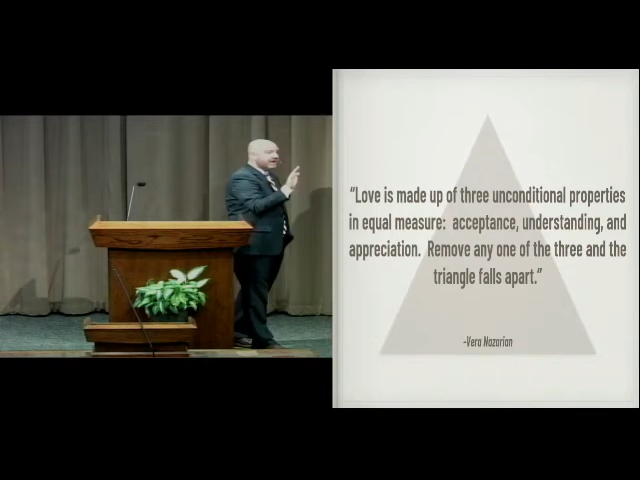 “Love is made up of three unconditional properties
in equal measure:  acceptance, understanding, and
appreciation.  Remove any one of the three and the
triangle falls apart.”
-Vera Nazarian